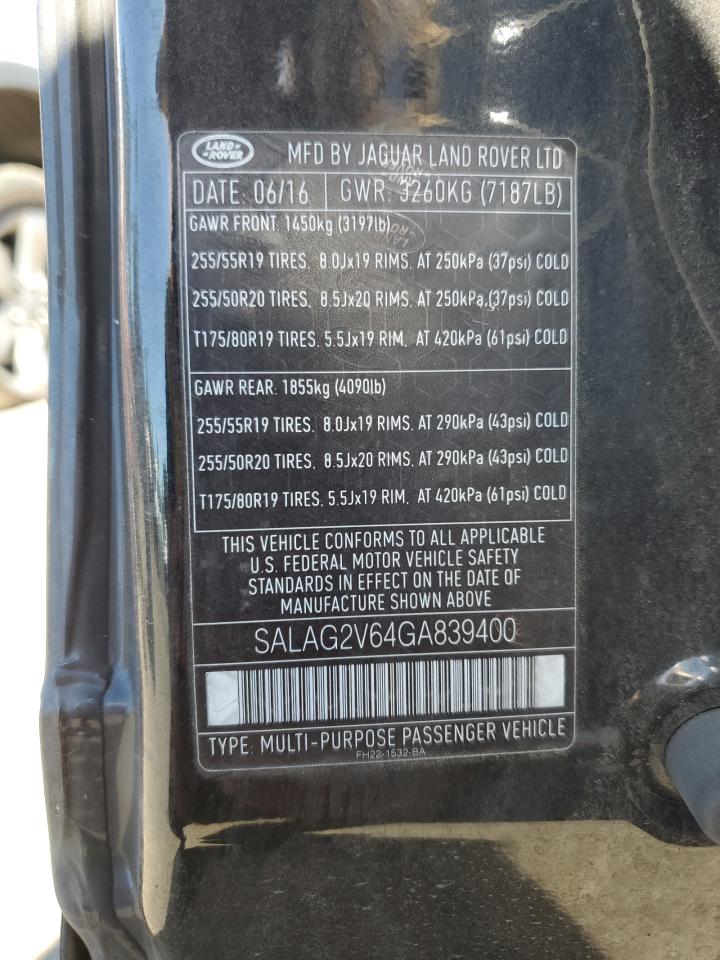 LAND ROVER
MFD BY JAGUAR LAND ROVER LTD
DATE: 06/16 GWR: 3260KG (7187LB)
GAWR FRONT: 1450kg (3197lb)
255/55R19 TIRES. 8.0Jx19 RIMS. AT 250kPa (37psi) COLD
255/50R20 TIRES. 8.5Jx20 RIMS. AT 250kPa.(37psi) COLD
T175/80R19 TIRES. 5.5Jx19 RIM. AT 420kPa (61psi) COLD
GAWR REAR: 1855kg (4090lb)
255/55R19 TIRES. 8.0Jx19 RIMS. AT 290kPa (43psi) COLD
255/50R20 TIRES. 8.5Jx20 RIMS. AT 290kPa (43psi) COLD
T175/80R19 TIRES. 5.5Jx19 RIM. AT 420kPa (61psi) COLD
THIS VEHICLE CONFORMS TO ALL APPLICABLE
U.S. FEDERAL MOTOR VEHICLE SAFETY
STANDARDS IN EFFECT ON THE DATE OF
MANUFACTURE SHOWN ABOVE
SALAG2V64GA839400
TYPE: MULTI-PURPOSE PASSENGER VEHICLE
FH22-1532-BA